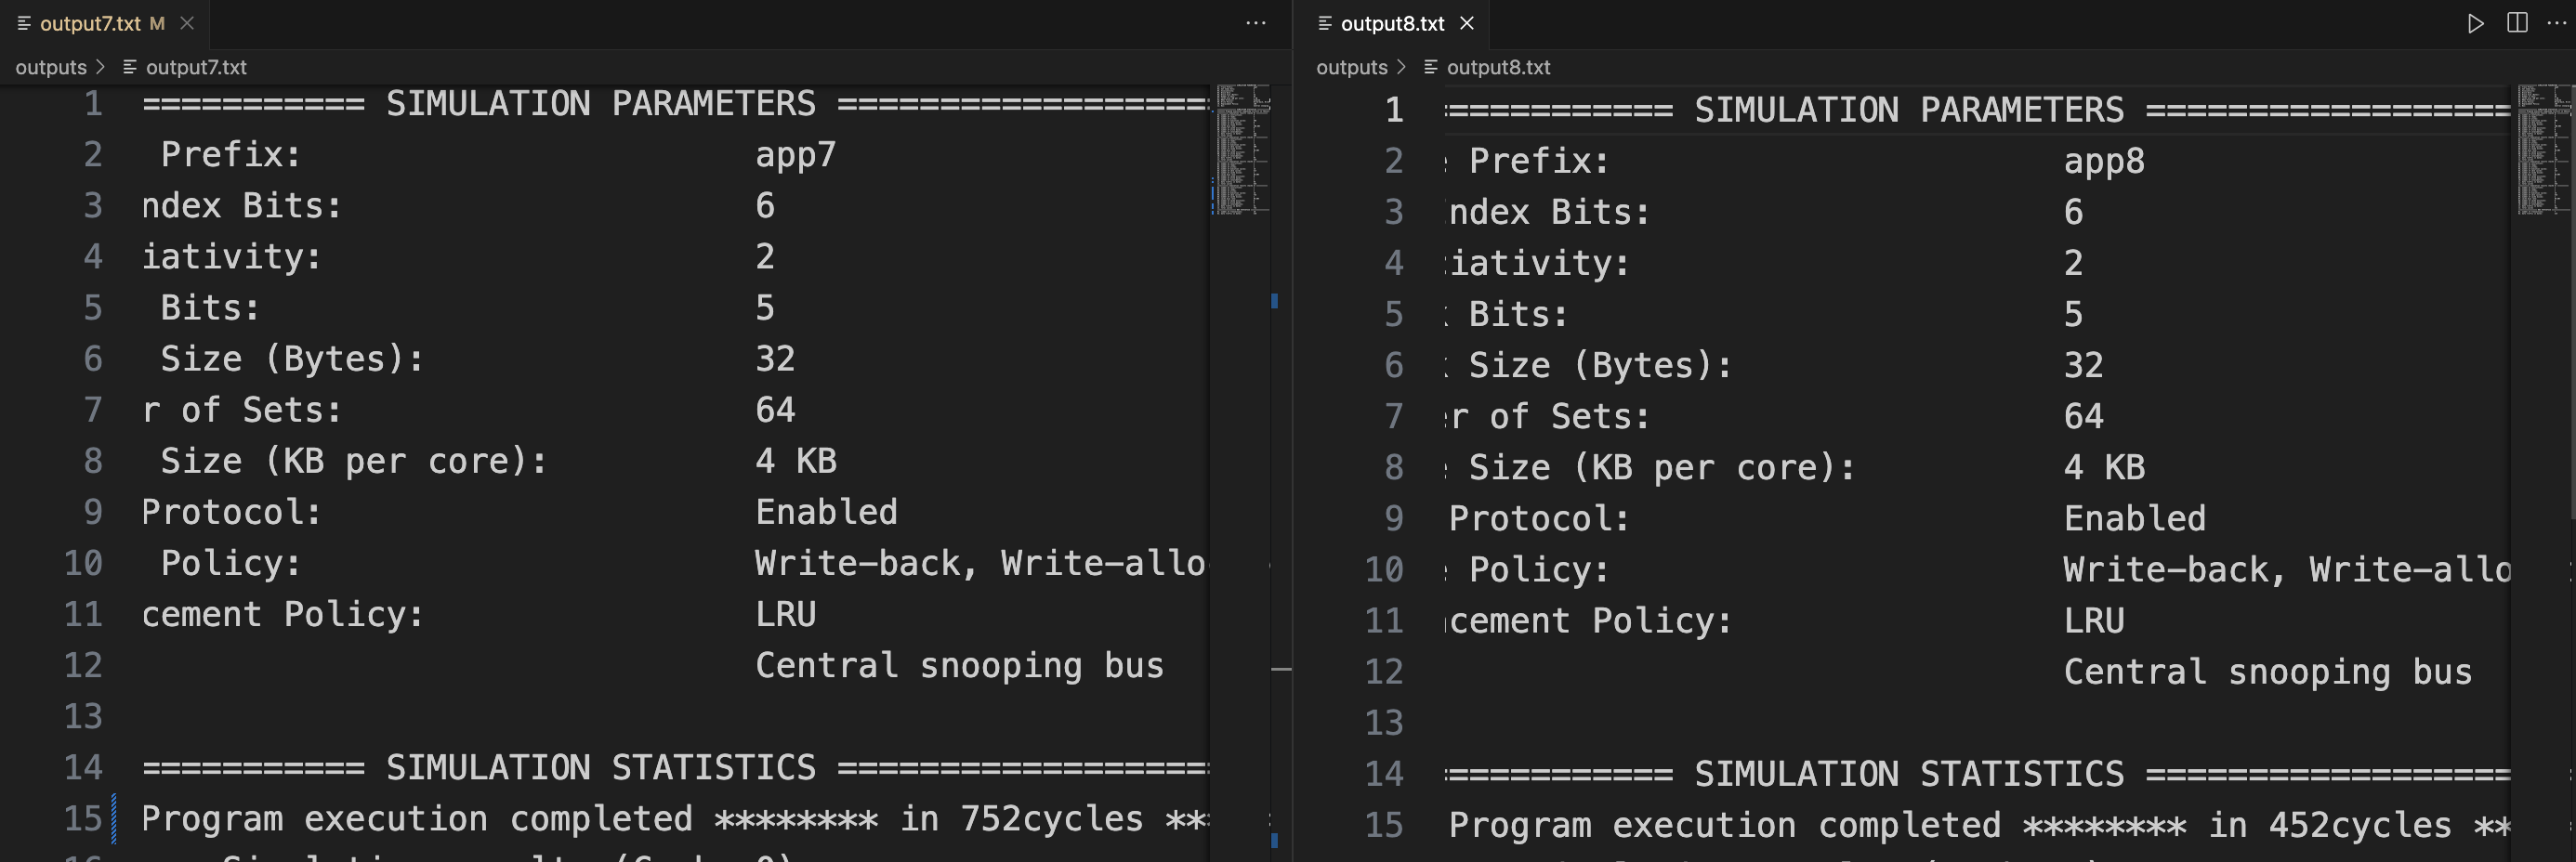 output7.txt M
outputs > output7.txt
1 =========== SIMULATION PARAMETERS ==================
2 Prefix: app7
3 ndex Bits: 6
4 iativity: 2
5 Bits: 5
6 Size (Bytes): 32
7 r of Sets: 64
8 Size (KB per core): 4 KB
9 Protocol: Enabled
10 Policy: Write-back, Write-allo
11 cement Policy: LRU
12 Central snooping bus
13
14 =========== SIMULATION STATISTICS ==================
15 Program execution completed ******** in 752cycles **
output8.txt
outputs > output8.txt
1 =========== SIMULATION PARAMETERS ==================
2 Prefix: app8
3 ndex Bits: 6
4 iativity: 2
5 Bits: 5
6 Size (Bytes): 32
7 er of Sets: 64
8 Size (KB per core): 4 KB
9 Protocol: Enabled
10 Policy: Write-back, Write-allo
11 cement Policy: LRU
12 Central snooping bus
13
14 =========== SIMULATION STATISTICS ==================
15 Program execution completed ******** in 452cycles **